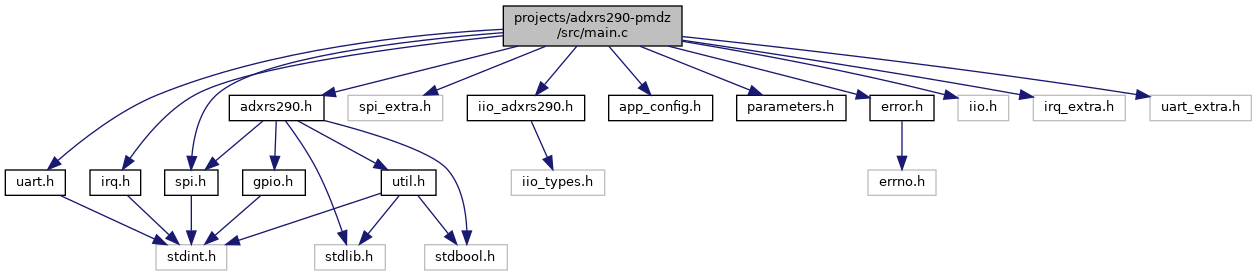 projects/adxrs290-pmdz
/src/main.c
adxrs290.h
spi_extra.h
iio_adxrs290.h
app_config.h
parameters.h
error.h
iio.h
irq_extra.h
uart_extra.h
uart.h
irq.h
spi.h
gpio.h
util.h
iio_types.h
errno.h
stdint.h
stdlib.h
stdbool.h